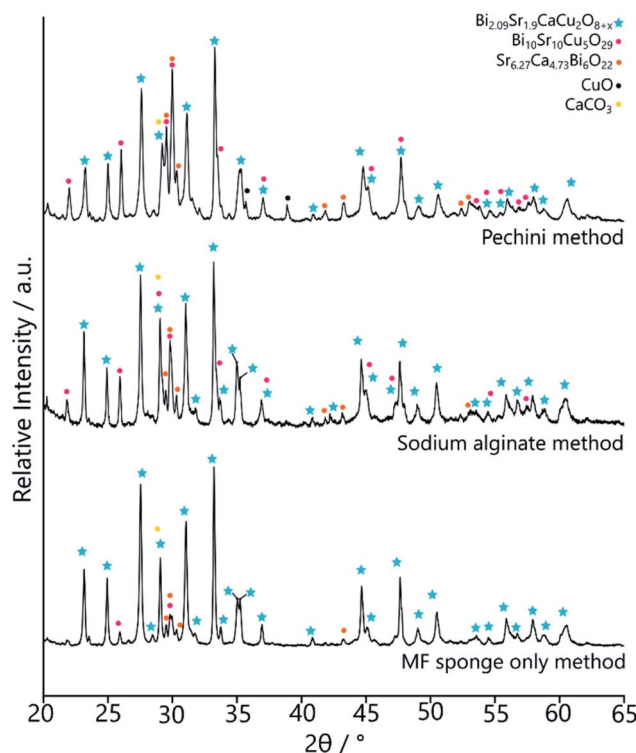 Bi2.09Sr1.9CaCu2O8+x
Bi10Sr10Cu5O29
Sr6.27Ca4.73Bi6O22
CuO
CaCO3
Pechini method
Relative Intensity / a.u.
Sodium alginate method
MF sponge only method
20 25 30 35 40 45 50 55 60 65
2θ / °